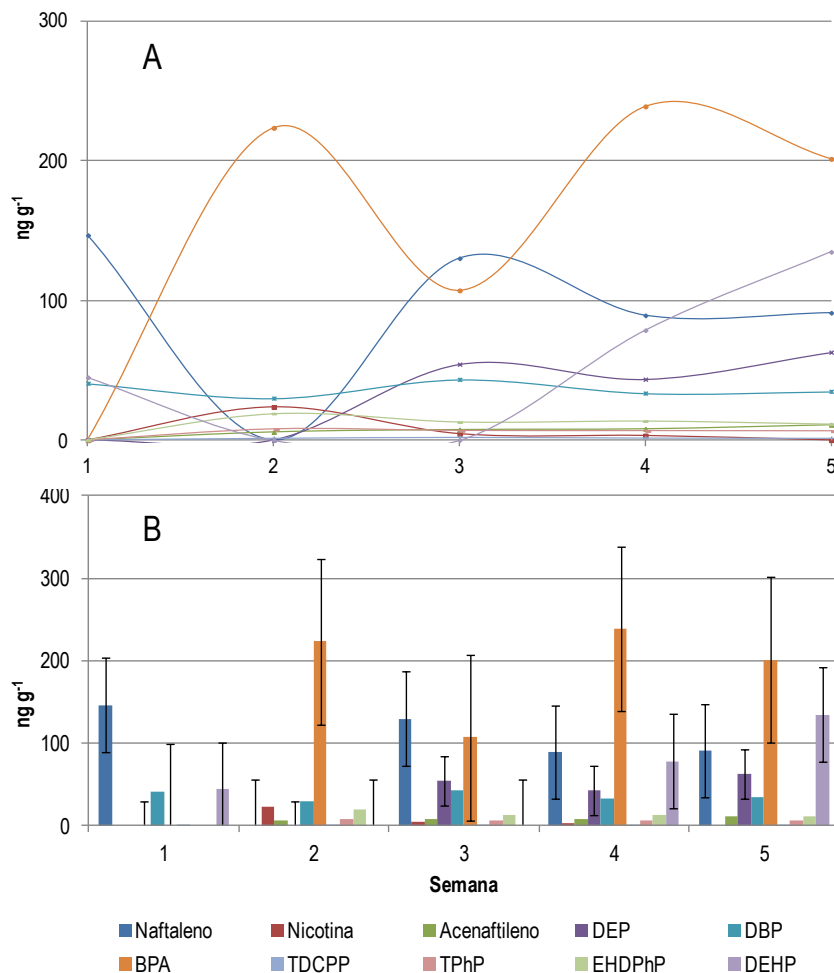 300
A
200
ng g-1
100
0
1 2 3 4 5
400
B
300
ng g-1
200
100
0
1 2 3 4 5
Semana
Naftaleno Nicotina Acenaftileno DEP DBP
BPA TDCPP TPhP EHDPhP DEHP